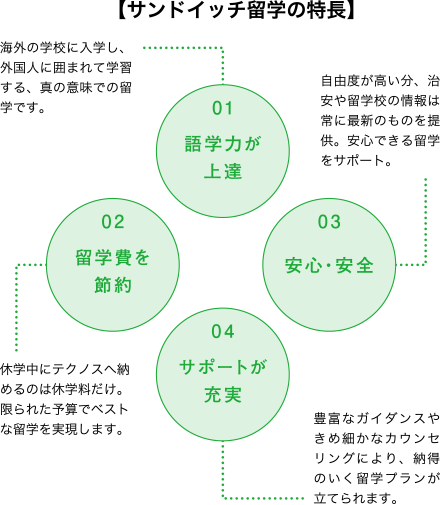 【サンドイッチ留学の特長】
海外の学校に入学し、
外国人に囲まれて学習
する、真の意味での留
学です。
01
語学力が
上達
自由度が高い分、治
安や留学校の情報は
常に最新のものを提
供。安心できる留学
をサポート。
02
留学費を
節約
03
安心・安全
休学中にテクノスへ納
めるのは休学料だけ。
限られた予算でベスト
な留学を実現します。
04
サポートが
充実
豊富なガイダンスや
きめ細かなカウンセ
リングにより、納得
のいく留学プランが
立てられます。